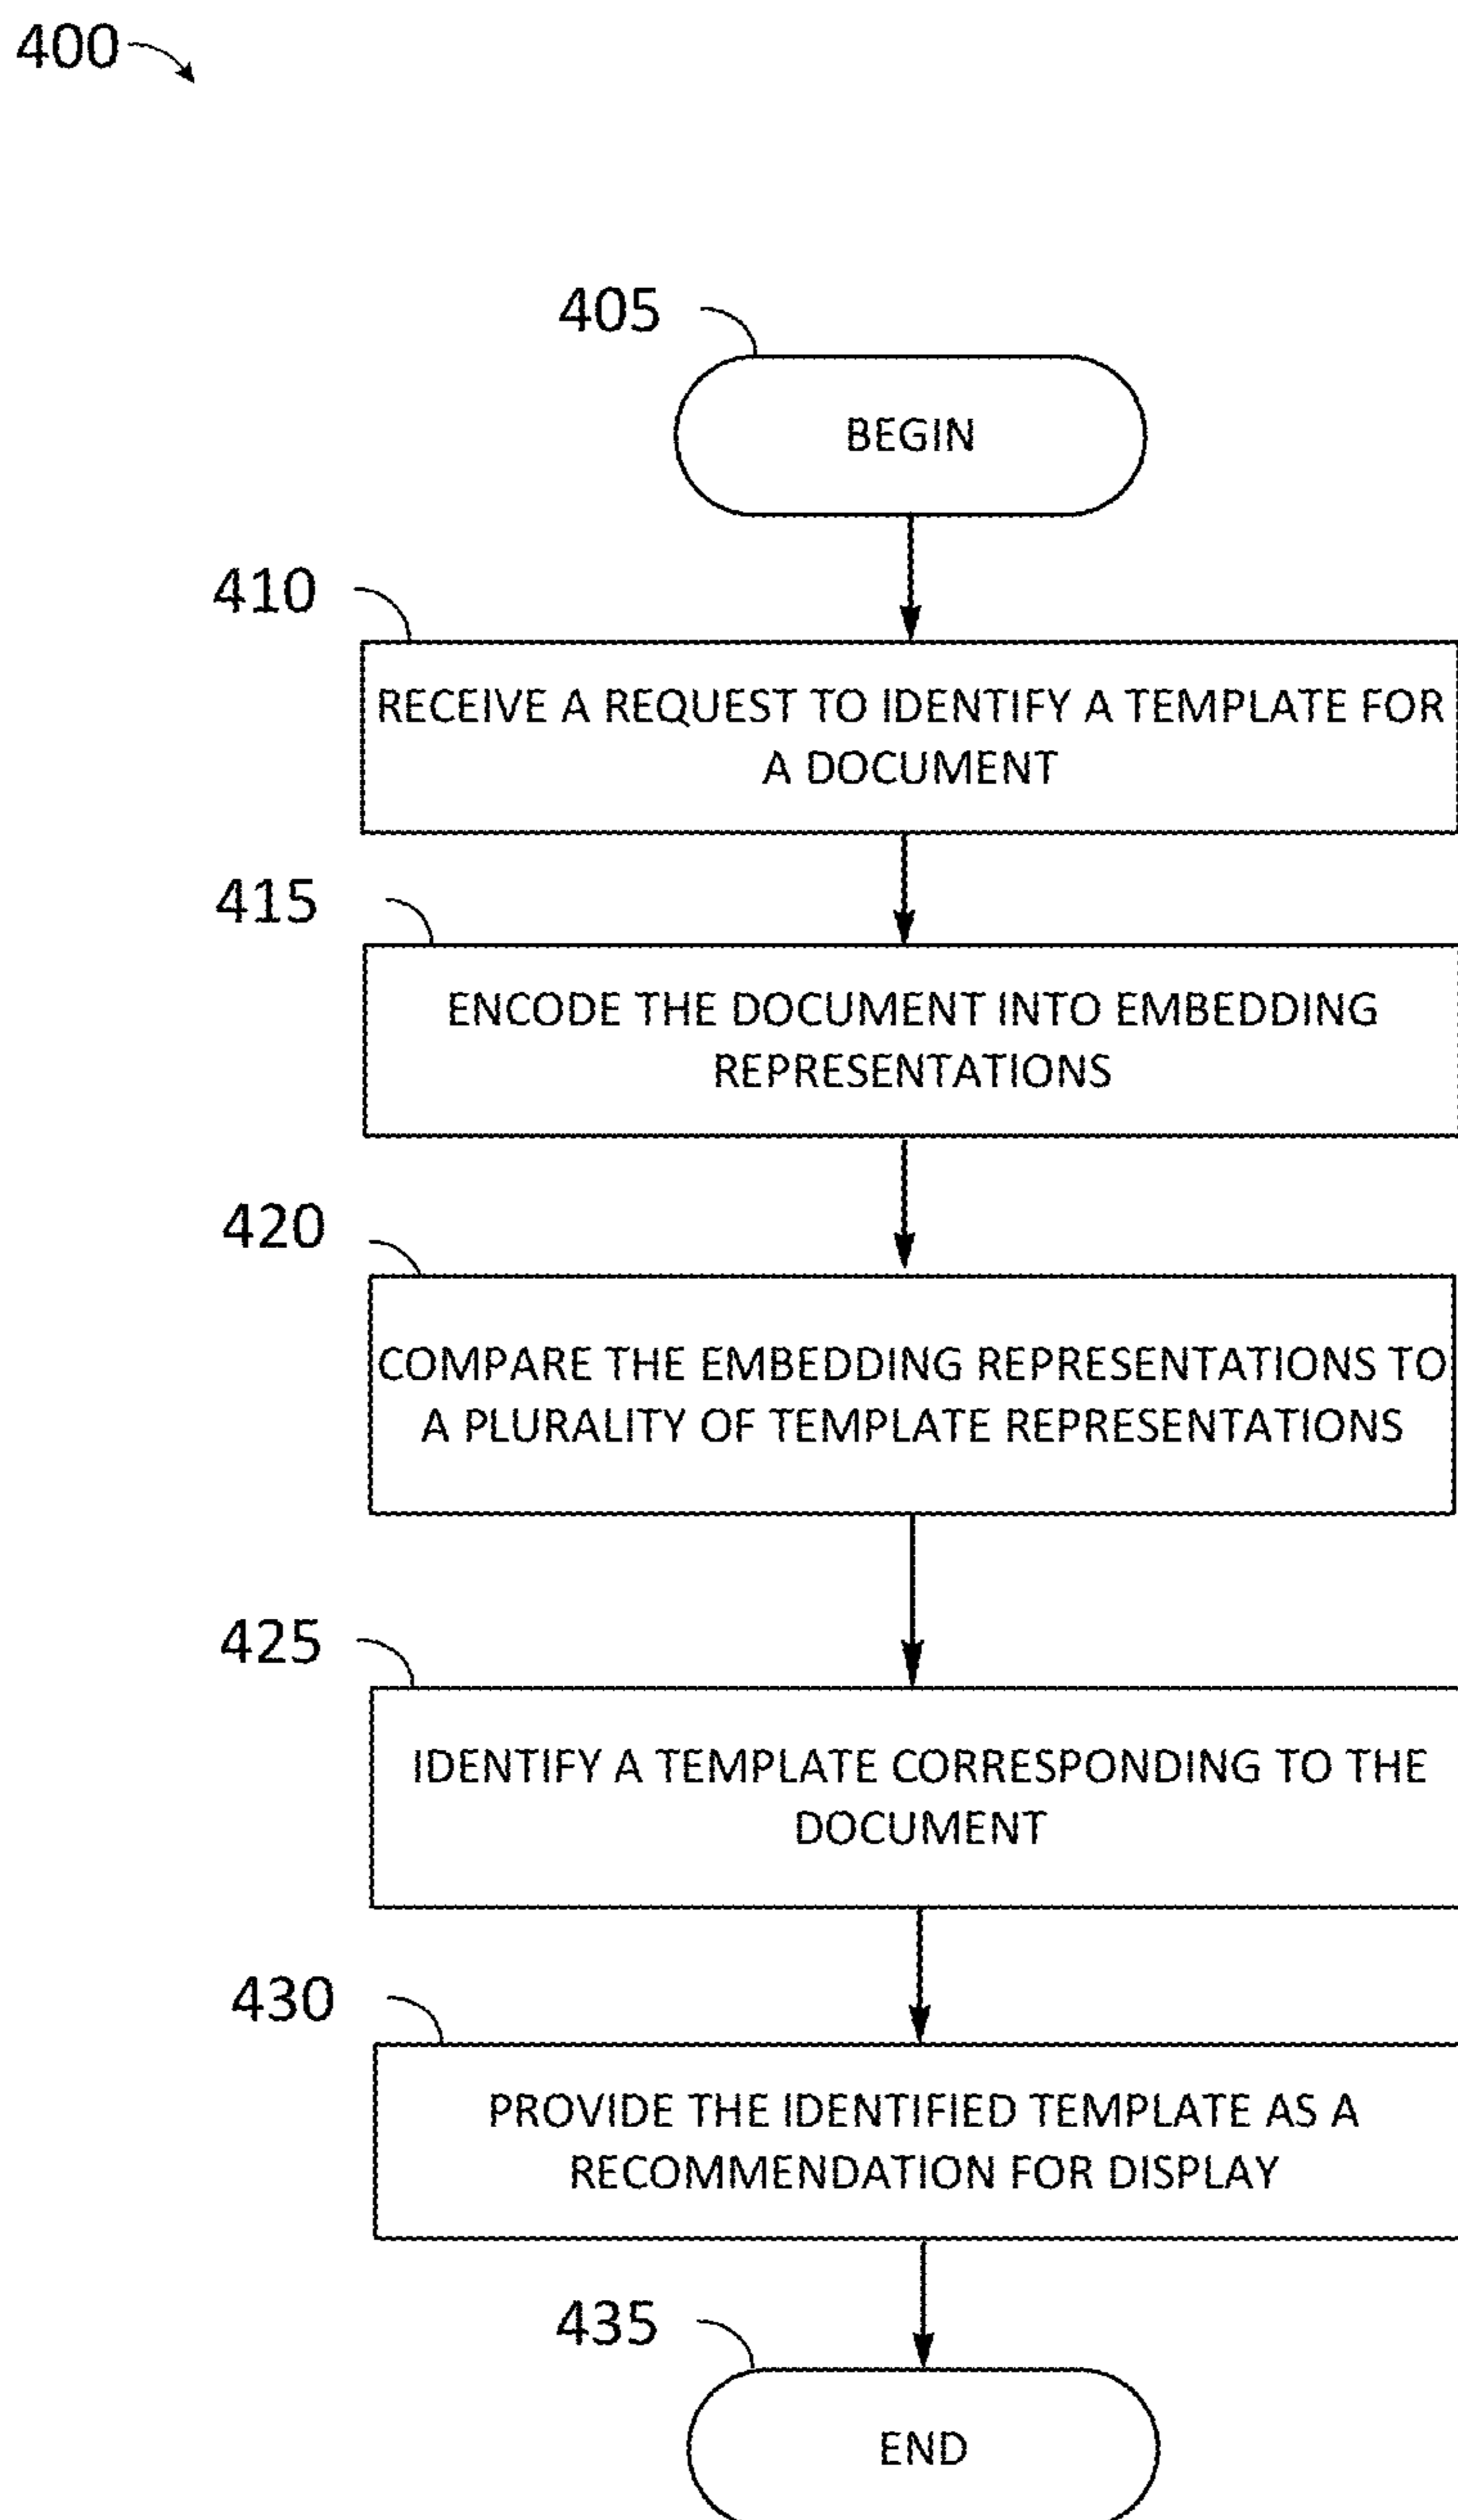 400
405
BEGIN
410
RECEIVE A REQUEST TO IDENTIFY A TEMPLATE FOR
A DOCUMENT
415
ENCODE THE DOCUMENT INTO EMBEDDING
REPRESENTATIONS
420
COMPARE THE EMBEDDING REPRESENTATIONS TO
A PLURALITY OF TEMPLATE REPRESENTATIONS
425
IDENTIFY A TEMPLATE CORRESPONDING TO THE
DOCUMENT
430
PROVIDE THE IDENTIFIED TEMPLATE AS A
RECOMMENDATION FOR DISPLAY
435
END